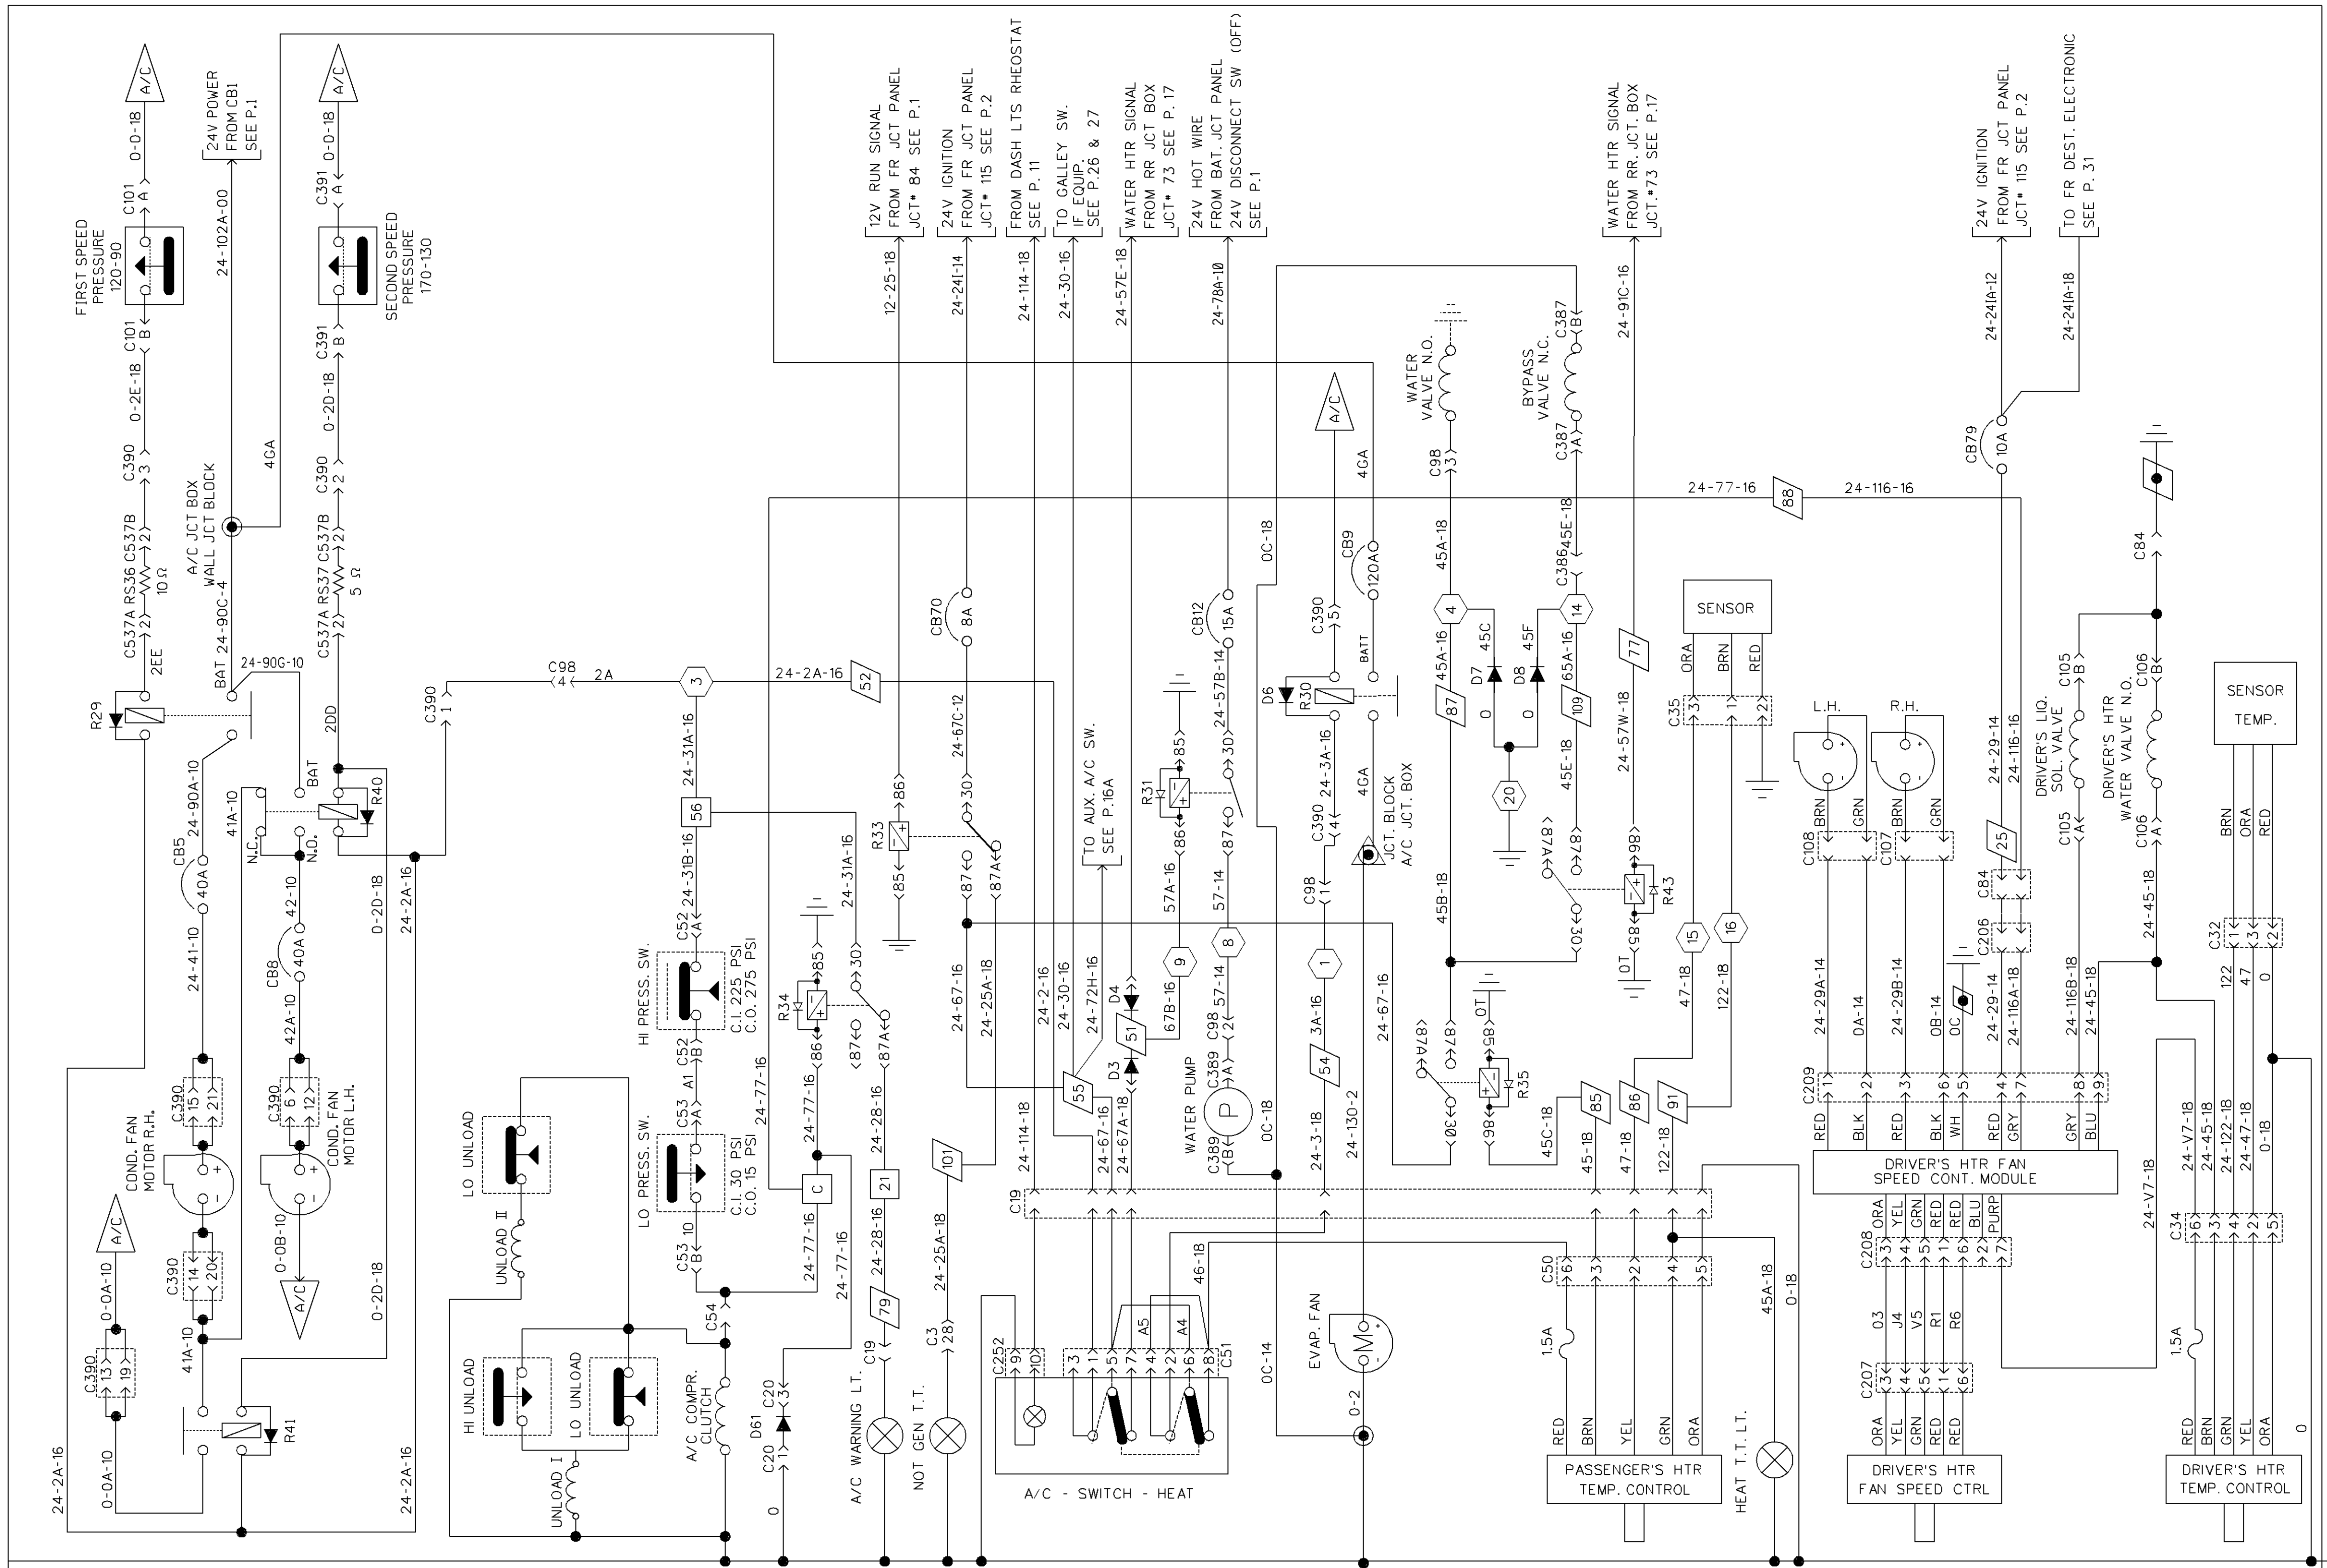 FIRST SPEED
PRESSURE
120-90
A/C
0-0-18
C101
A
C101
B
0-2E-18
C390
3
C537A RS36 C537B
2
2
10Ω
2EE
R29
24V POWER
FROM CB1
SEE P.1
24-102A-00
4GA
A/C JCT BOX
WALL JCT BLOCK
BAT 24-90C-4
24-90G-10
A/C
0-0-18
C391
A
SECOND SPEED
PRESSURE
170-130
C391
B
0-2D-18
C390
2
C537A RS37 C537B
2
2
5 Ω
2DD
BAT
R40
N.C.
N.O.
41A-10
24-90A-10
CB5
40A
24-41-10
42-10
CB8
40A
42A-10
0-2D-18
24-2A-16
C390
1
C98
4
2A
3
24-2A-16
52
C390
15
21
C390
6
12
COND. FAN
MOTOR R.H.
COND. FAN
MOTOR L.H.
+
-
+
-
A/C
0-0B-10
A/C
0-0A-10
C390
14
20
C390
13
19
41A-10
0-2D-18
R41
24-2A-16
0-0A-10
24-2A-16
24-31A-16
56
24-31B-16
24-31A-16
C52
A
HI PRESS. SW.
C.I. 225 PSI
C.O. 275 PSI
C52
B
A1
C53
A
LO PRESS. SW.
C.I. 30 PSI
C.O. 15 PSI
C53
B
10
LO UNLOAD
UNLOAD II
HI UNLOAD
LO UNLOAD
UNLOAD I
C54
A/C COMPR.
CLUTCH
24-77-16
R34
85
86
30
87
87A
24-77-16
C
24-77-16
24-77-16
24-28-16
21
24-28-16
79
C19
C20
3
D61
C20
1
0
A/C WARNING LT.
NOT GEN T.T.
101
24-25A-18
C3
28
12V RUN SIGNAL
FROM FR JCT PANEL
JCT# 84 SEE P.1
12-25-18
R33
86
85
24V IGNITION
FROM FR JCT PANEL
JCT# 115 SEE P.2
24-24I-14
CB70
8A
24-67C-12
30
87
87A
24-67-16
24-25A-18
FROM DASH LTS RHEOSTAT
SEE P. 11
24-114-18
TO GALLEY SW.
IF EQUIP.
SEE P.26 & 27
24-30-16
WATER HTR SIGNAL
FROM RR JCT BOX
JCT# 73 SEE P. 17
24-57E-18
24V HOT WIRE
FROM BAT. JCT PANEL
24V DISCONNECT SW (OFF)
SEE P.1
24-78A-10
CB12
15A
24-57B-14
R31
85
86
30
87
57A-16
57-14
9
8
67B-16
57-14
C98
2
C389
A
WATER PUMP
P
C389
B
TO AUX. A/C SW.
SEE P.16A
24-2-16
24-30-16
24-72H-16
D4
51
D3
55
24-114-18
24-67-16
24-67A-18
C19
C252
9
10
3
1
5
7
4
2
6
8
C51
A5
A4
46-18
A/C - SWITCH - HEAT
0C-18
0C-18
0C-14
A/C
C390
5
D6
R30
24-3A-16
C390
4
C98
1
1
3A-16
54
24-3-18
4GA
CB9
120A
BATT
4GA
JCT. BLOCK
A/C JCT. BOX
24-67-16
24-130-2
EVAP. FAN
M
+
-
0-2
WATER
VALVE N.O.
C98
3
45A-18
4
45A-16
87
45B-18
45C
D7
0
45F
D8
0
20
BYPASS
VALVE N.C.
C387
B
C387
A
45E-18
C386
14
65A-16
109
45E-18
87A
87
30
R35
87A
87
30
85
86
0T
45C-18
WATER HTR SIGNAL
FROM RR. JCT. BOX
JCT.#73 SEE P.17
24-91C-16
77
24-57W-18
86
85
R43
0T
24-77-16
88
24-116-16
SENSOR
ORA
BRN
RED
C35
3
1
2
15
16
47-18
122-18
85
86
91
45-18
47-18
122-18
C50
6
3
2
4
5
1.5A
RED
BRN
YEL
GRN
ORA
PASSENGER'S HTR
TEMP. CONTROL
45A-18
0-18
HEAT T.T. LT.
L.H.
R.H.
BRN
GRN
BRN
GRN
C108
C107
24-29A-14
0A-14
24-29B-14
0B-14
0C
24V IGNITION
FROM FR JCT PANEL
JCT# 115 SEE P.2
24-24IA-12
TO FR DEST. ELECTRONIC
SEE P. 31
24-24IA-18
CB79
10A
24-29-14
24-116-16
25
C84
C206
24-29-14
24-116A-18
24-116B-18
24-45-18
C209
1
2
3
6
5
4
7
8
9
RED
BLK
RED
BLK
WH
RED
GRY
GRY
BLU
DRIVER'S HTR FAN
SPEED CONT. MODULE
ORA
YEL
GRN
RED
RED
BLU
PURP
C208
3
4
5
1
6
2
7
03
J4
V5
R1
R6
C207
3
4
5
1
6
ORA
YEL
GRN
RED
RED
DRIVER'S HTR
FAN SPEED CTRL
C84
C105
B
C106
B
DRIVER'S LIQ.
SOL. VALVE
DRIVER'S HTR
WATER VALVE N.O.
C105
A
C106
A
24-45-18
SENSOR
TEMP.
BRN
ORA
RED
C32
1
3
2
122
47
0
24-V7-18
24-V7-18
24-45-18
24-122-18
24-47-18
0-18
C34
6
3
4
2
5
1.5A
RED
BRN
GRN
YEL
ORA
0
DRIVER'S HTR
TEMP. CONTROL